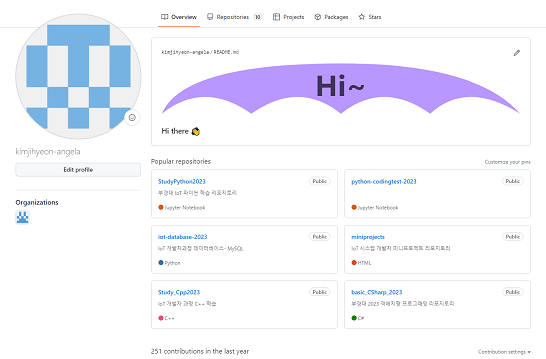 Overview
Repositories 10
Projects
Packages
Stars
kimjihyeon-angela / README.md
Hi~
Hi there
kimjihyeon-angela
Edit profile
Organizations
Popular repositories
Customize your pins
StudyPython2023 Public
부경대 IoT 파이썬 학습 리포지토리
Jupyter Notebook
python-codingtest-2023 Public
Jupyter Notebook
iot-database-2023 Public
IoT 개발자과정 데이터베이스- MySQL
Python
miniprojects Public
IoT 시스템 개발자 미니프로젝트 리포지토리
HTML
Study_Cpp2023 Public
IoT 개발자 과정 C++ 학습
C++
basic_CSharp_2023 Public
부경대 2023 객체지향 프로그래밍 리포지토리
C#
251 contributions in the last year
Contribution settings